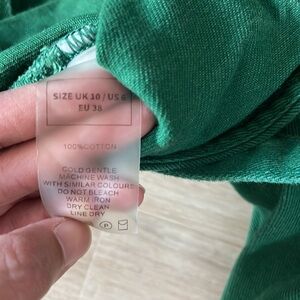 SIZE UK 10 / US 6
EU 38
100%COTTON
COLD GENTLE
MACHINE WASH
WITH SIMILAR COLOURS
DO NOT BLEACH
WARM IRON
DRY CLEAN
LINE DRY
P